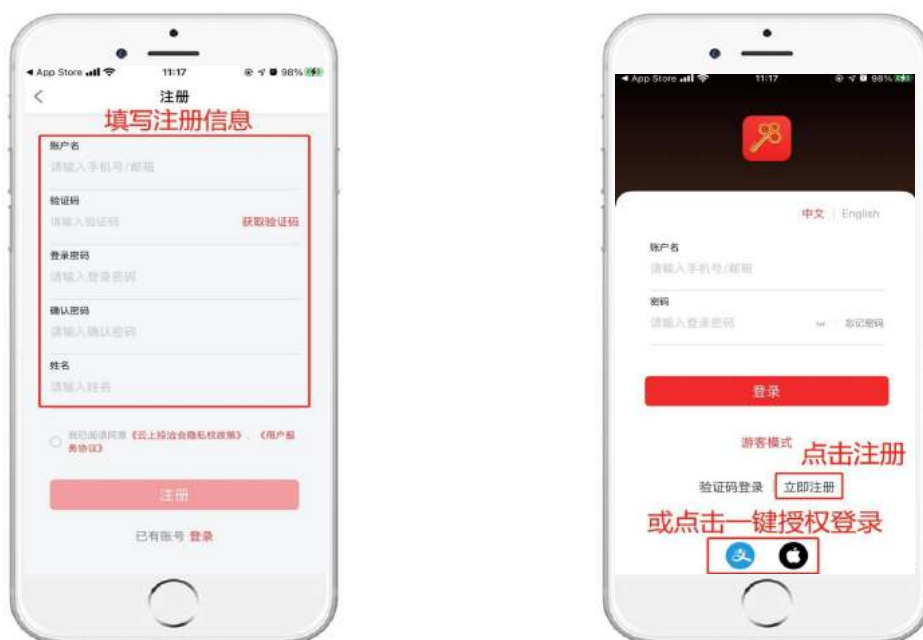 App Store
11:17
98%
注册
填写注册信息
账户名
请输入手机号/邮箱
验证码
请输入验证码
获取验证码
登录密码
请输入登录密码
确认密码
请输入确认密码
姓名
请输入姓名
我已阅读同意《云上投洽会隐私权政策》、《用户服
务协议》
注册
已有账号 登录
App Store
11:17
98%
中文 | English
账户名
请输入手机号/邮箱
密码
请输入登录密码
忘记密码
登录
游客模式
点击注册
验证码登录 | 立即注册
或点击一键授权登录
支